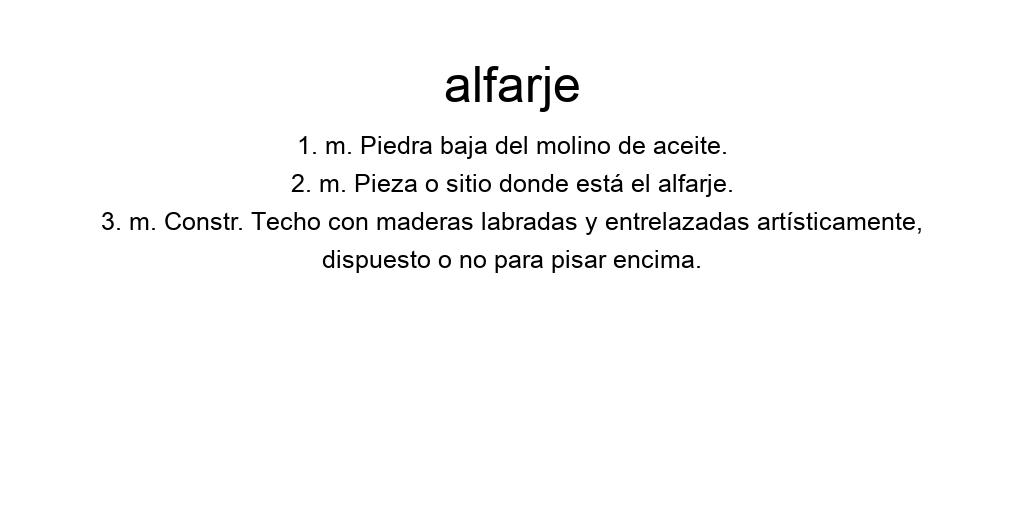 alfarje
1. m. Piedra baja del molino de aceite.
2. m. Pieza o sitio donde está el alfarje.
3. m. Constr. Techo con maderas labradas y entrelazadas artísticamente,
dispuesto o no para pisar encima.